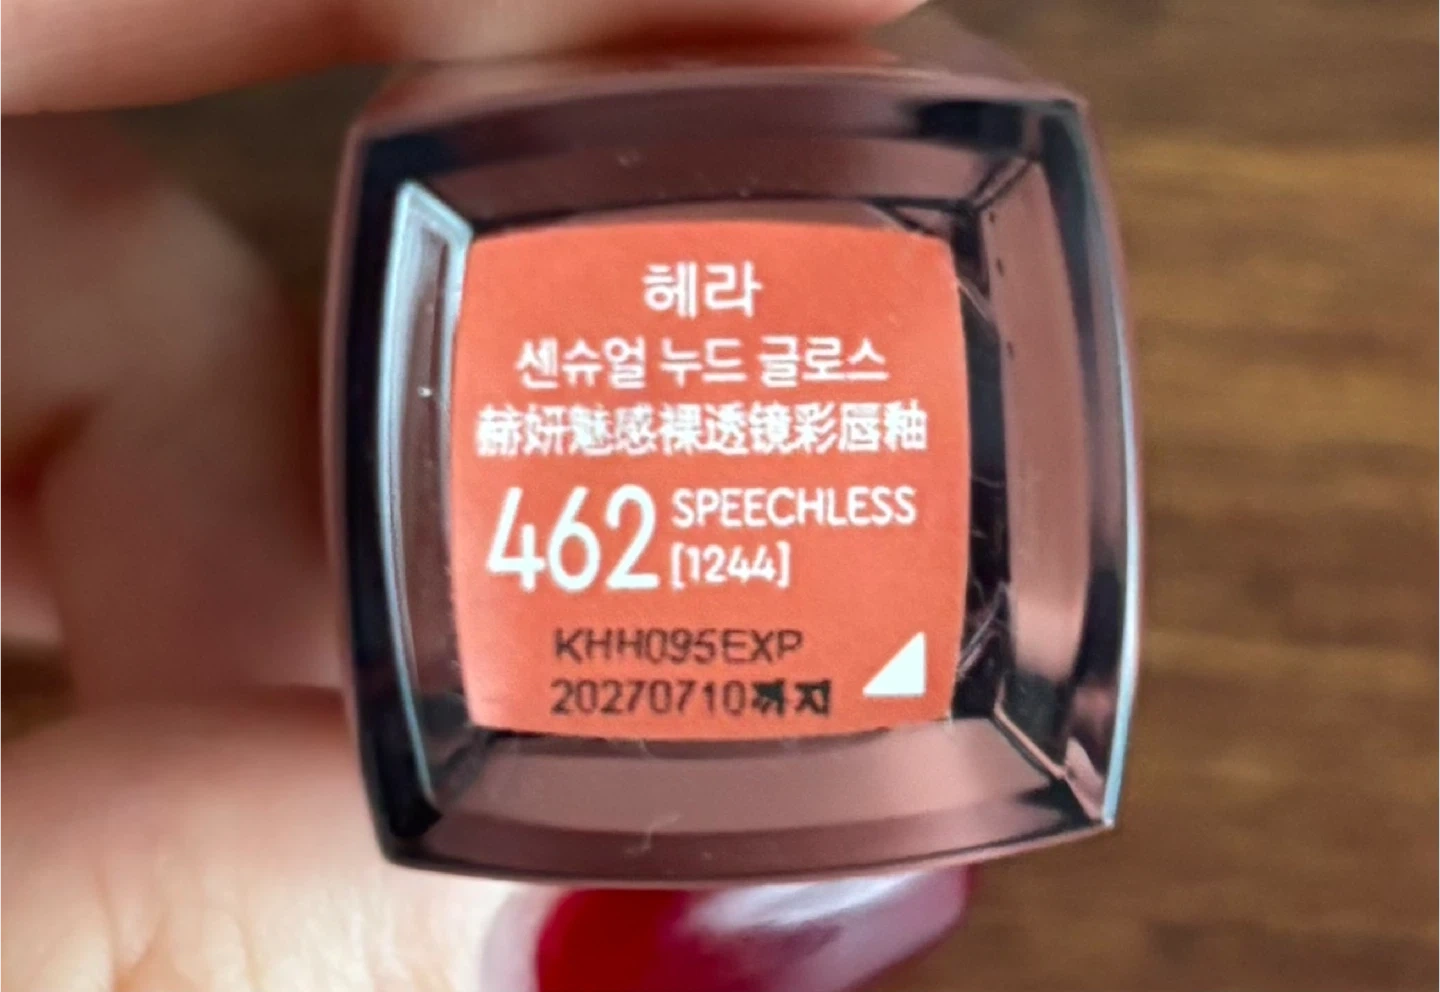 헤라
센슈얼 누드 글로스
赫妍魅感裸透镜彩唇釉
462 SPEECHLESS
[1244]
KHH095EXP
20270710까지